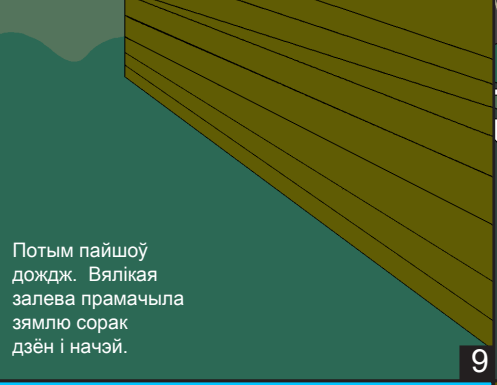 Потым пайшоў
дождж.  Вялікая
залева прамачыла
зямлю сорак
дзён і начэй.
9